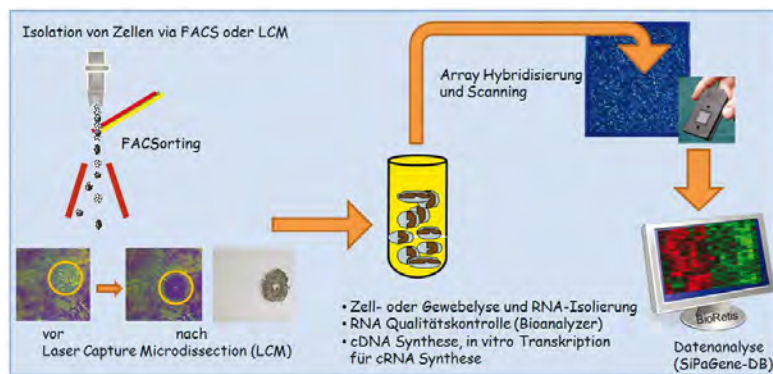 Isolation von Zellen via FACS oder LCM
FACSorting
vor
nach
Laser Capture Microdissection (LCM)
• Zell- oder Gewebelyse und RNA-Isolierung
• RNA Qualitätskontrolle (Bioanalyzer)
• cDNA Synthese, in vitro Transkription
für cRNA Synthese
Array Hybridisierung
und Scanning
BioRetis
Datenanalyse
(SiPaGene-DB)